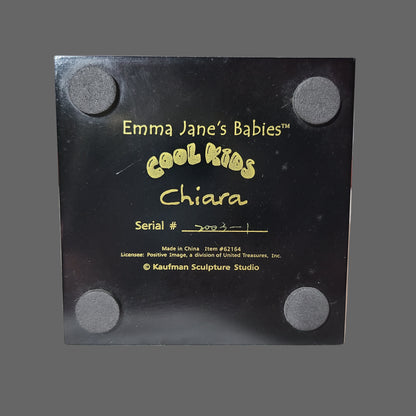 Emma Jane's Babies™
COOL KIDS
Chiara
Serial # 2003-1
Made in China Item #62164
Licensee: Positive Image, a division of United Treasures, Inc.
© Kaufman Sculpture Studio